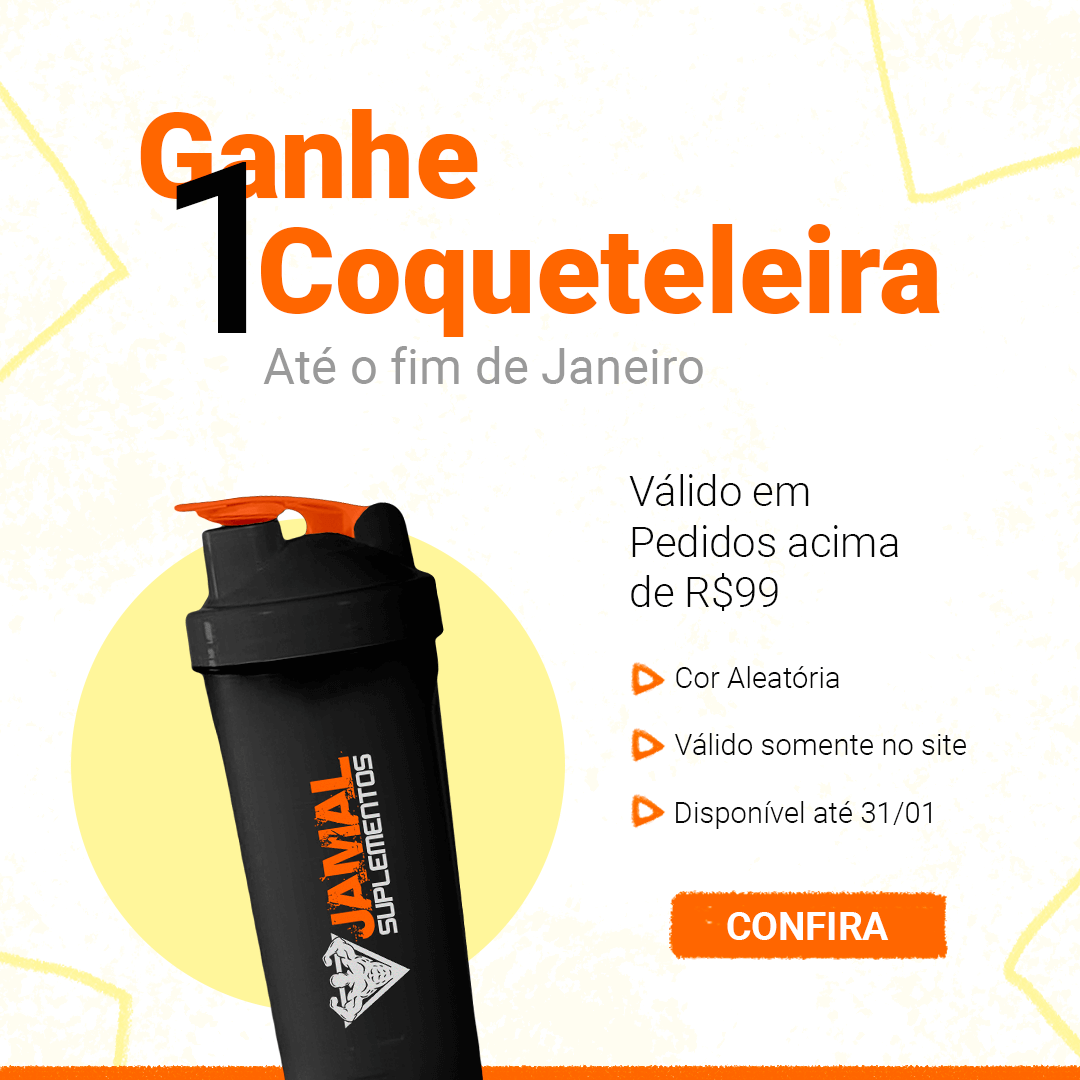 Ganhe
1 Coqueteleira
Até o fim de Janeiro
Válido em
Pedidos acima
de R$99
Cor Aleatória
Válido somente no site
Disponível até 31/01
CONFIRA
JAMAL
SUPLEMENTOS